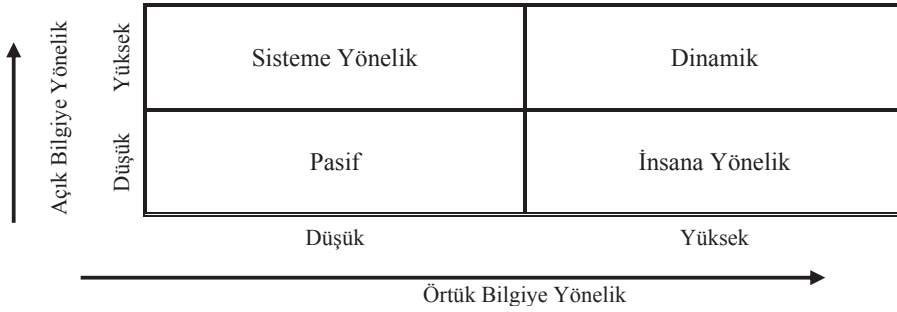 Açık Bilgiye Yönelik
Yüksek
Sisteme Yönelik
Dinamik
Düşük
Pasif
İnsana Yönelik
Düşük
Yüksek
Örtük Bilgiye Yönelik